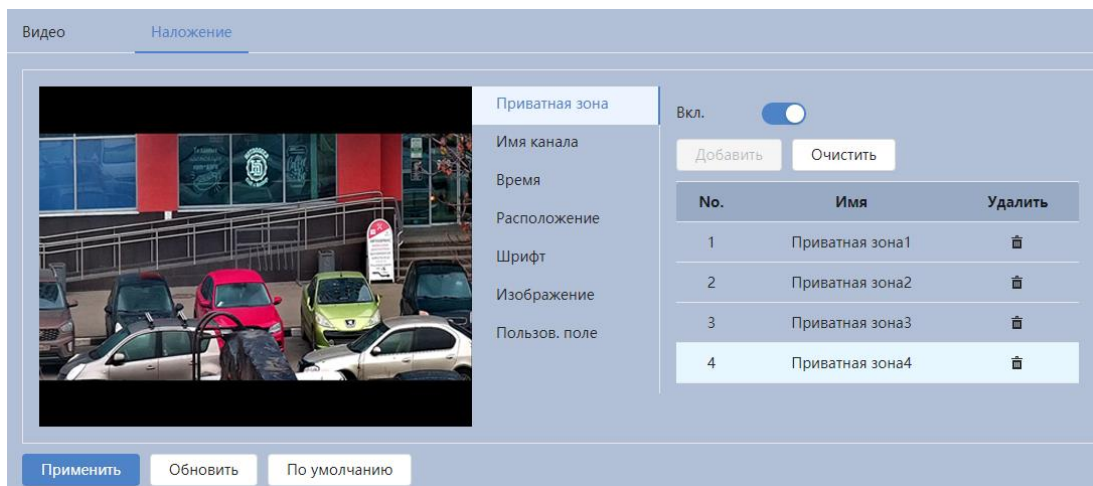 Видео Наложение
Приватная зона
Имя канала
Время
Расположение
Шрифт
Изображение
Пользов. поле
Вкл.
Добавить Очистить
No. Имя Удалить
1 Приватная зона1
2 Приватная зона2
3 Приватная зона3
4 Приватная зона4
Применить Обновить По умолчанию